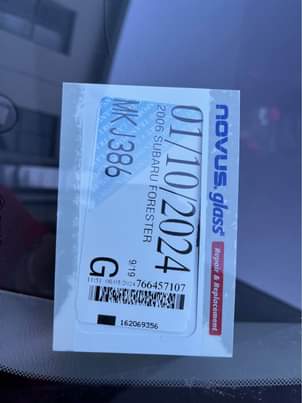 novus. glass®
Repair & Replacement
01/10/2024
2006 SUBARU FORESTER
MKJ386
G
9/19
766457107
162069356